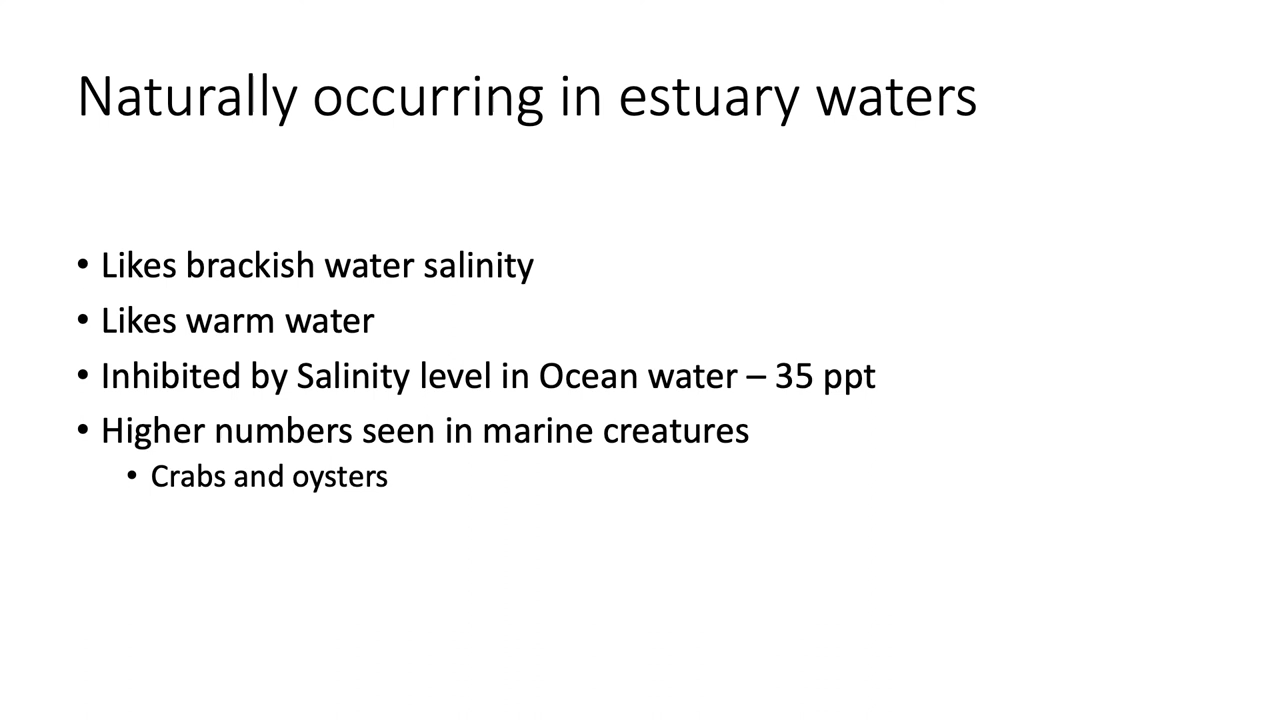 Naturally occurring in estuary waters
• Likes brackish water salinity
• Likes warm water
• Inhibited by Salinity level in Ocean water – 35 ppt
• Higher numbers seen in marine creatures
• Crabs and oysters